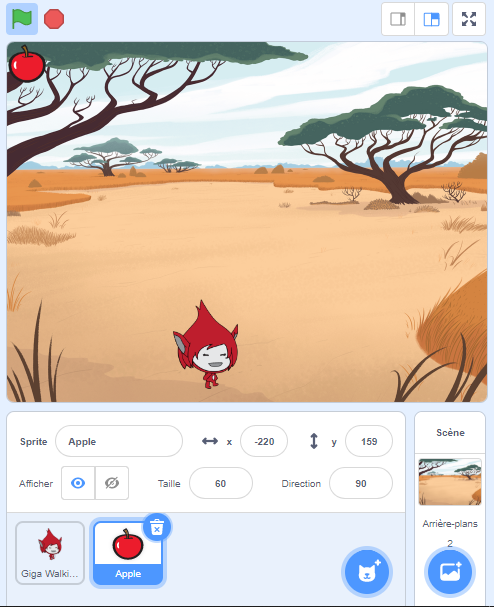 Scène
Sprite Apple x -220 y 159
Afficher Taille 60 Direction 90
Arrière-plans
2
Giga Walki... Apple